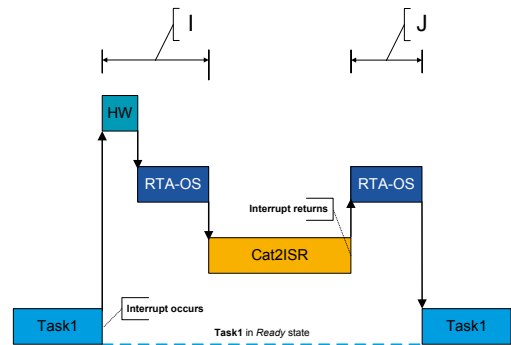 I
J
HW
RTA-OS
RTA-OS
Interrupt returns
Cat2ISR
Interrupt occurs
Task1
Task1 in Ready state
Task1